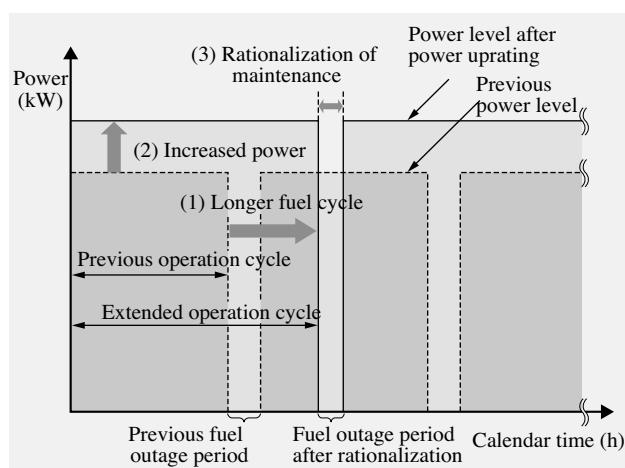 Power level after
power uprating
(3) Rationalization of
maintenance
Power
(kW)
Previous
power level
(2) Increased power
(1) Longer fuel cycle
Previous operation cycle
Extended operation cycle
Previous fuel
outage period
Fuel outage period
after rationalization
Calendar time (h)